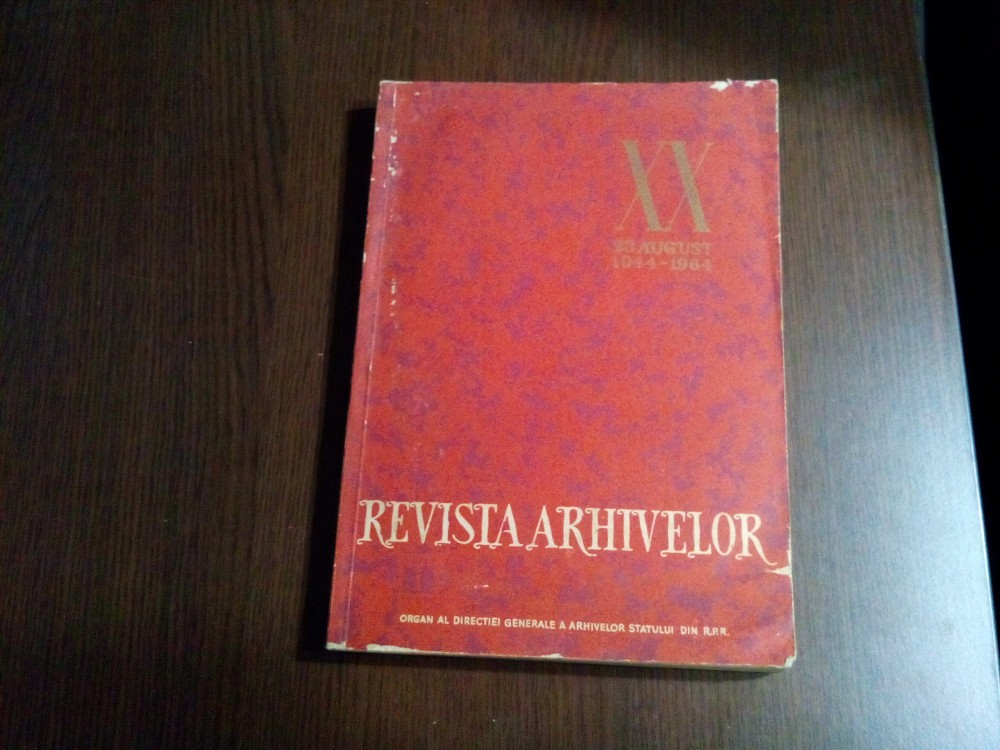 XX
23 AUGUST
1944-1964
REVISTA ARHIVELOR
ORGAN AL DIRECTIEI GENERALE A ARHIVELOR STATULUI DIN R.P.R.